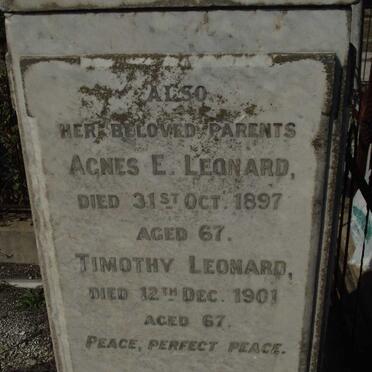 ALSO
HER BELOVED PARENTS
AGNES E. LEONARD,
DIED 31ST OCT. 1897
AGED 67.
TIMOTHY LEONARD,
DIED 12TH DEC. 1901
AGED 67.
PEACE, PERFECT PEACE.